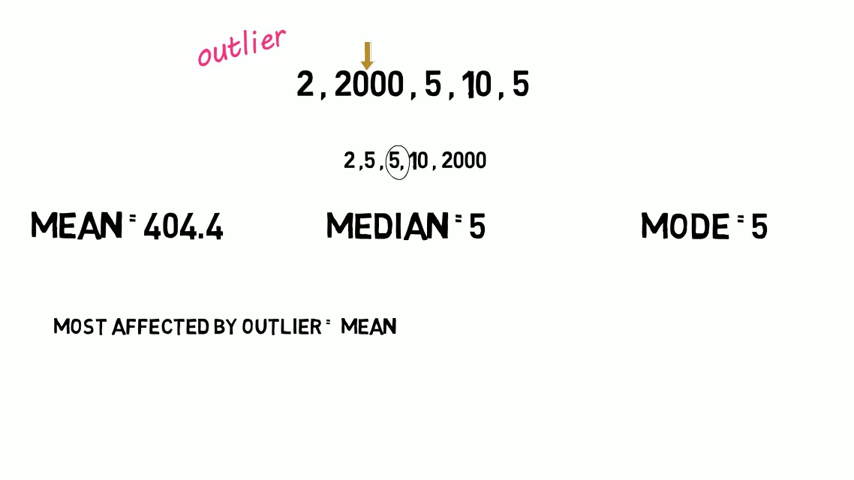 outlier
2, 2000, 5, 10, 5
2,5,5,10, 2000
MEAN = 404.4
MEDIAN = 5
MODE = 5
MOST AFFECTED BY OUTLIER = MEAN